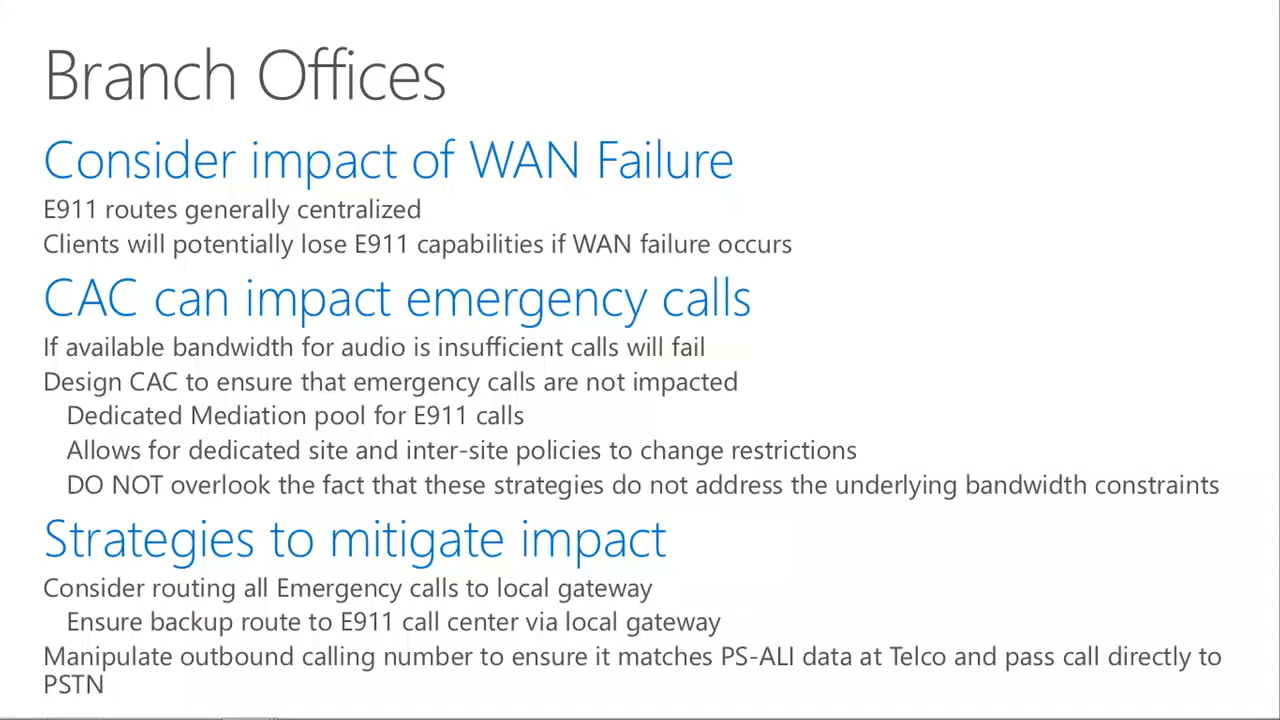 Branch Offices
Consider impact of WAN Failure
E911 routes generally centralized
Clients will potentially lose E911 capabilities if WAN failure occurs
CAC can impact emergency calls
If available bandwidth for audio is insufficient calls will fail
Design CAC to ensure that emergency calls are not impacted
Dedicated Mediation pool for E911 calls
Allows for dedicated site and inter-site policies to change restrictions
DO NOT overlook the fact that these strategies do not address the underlying bandwidth constraints
Strategies to mitigate impact
Consider routing all Emergency calls to local gateway
Ensure backup route to E911 call center via local gateway
Manipulate outbound calling number to ensure it matches PS-ALI data at Telco and pass call directly to
PSTN